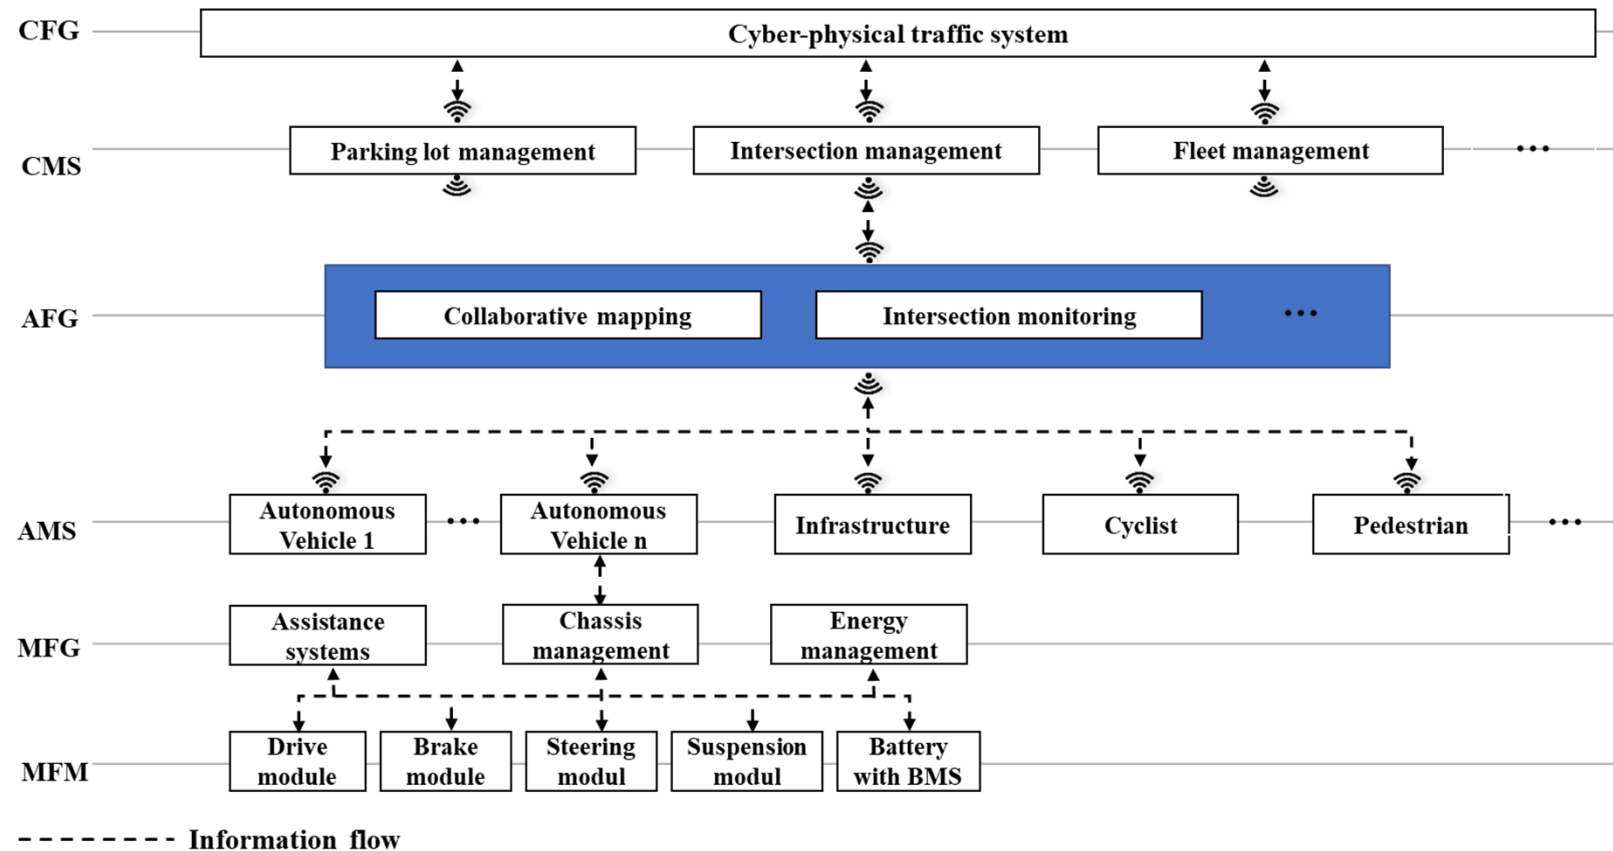 CFG
Cyber-physical traffic system
CMS
Parking lot management
Intersection management
Fleet management
...
AFG
Collaborative mapping
Intersection monitoring
...
AMS
Autonomous
Vehicle 1
...
Autonomous
Vehicle n
Infrastructure
Cyclist
Pedestrian
...
MFG
Assistance
systems
Chassis
management
Energy
management
MFM
Drive
module
Brake
module
Steering
modul
Suspension
modul
Battery
with BMS
Information flow